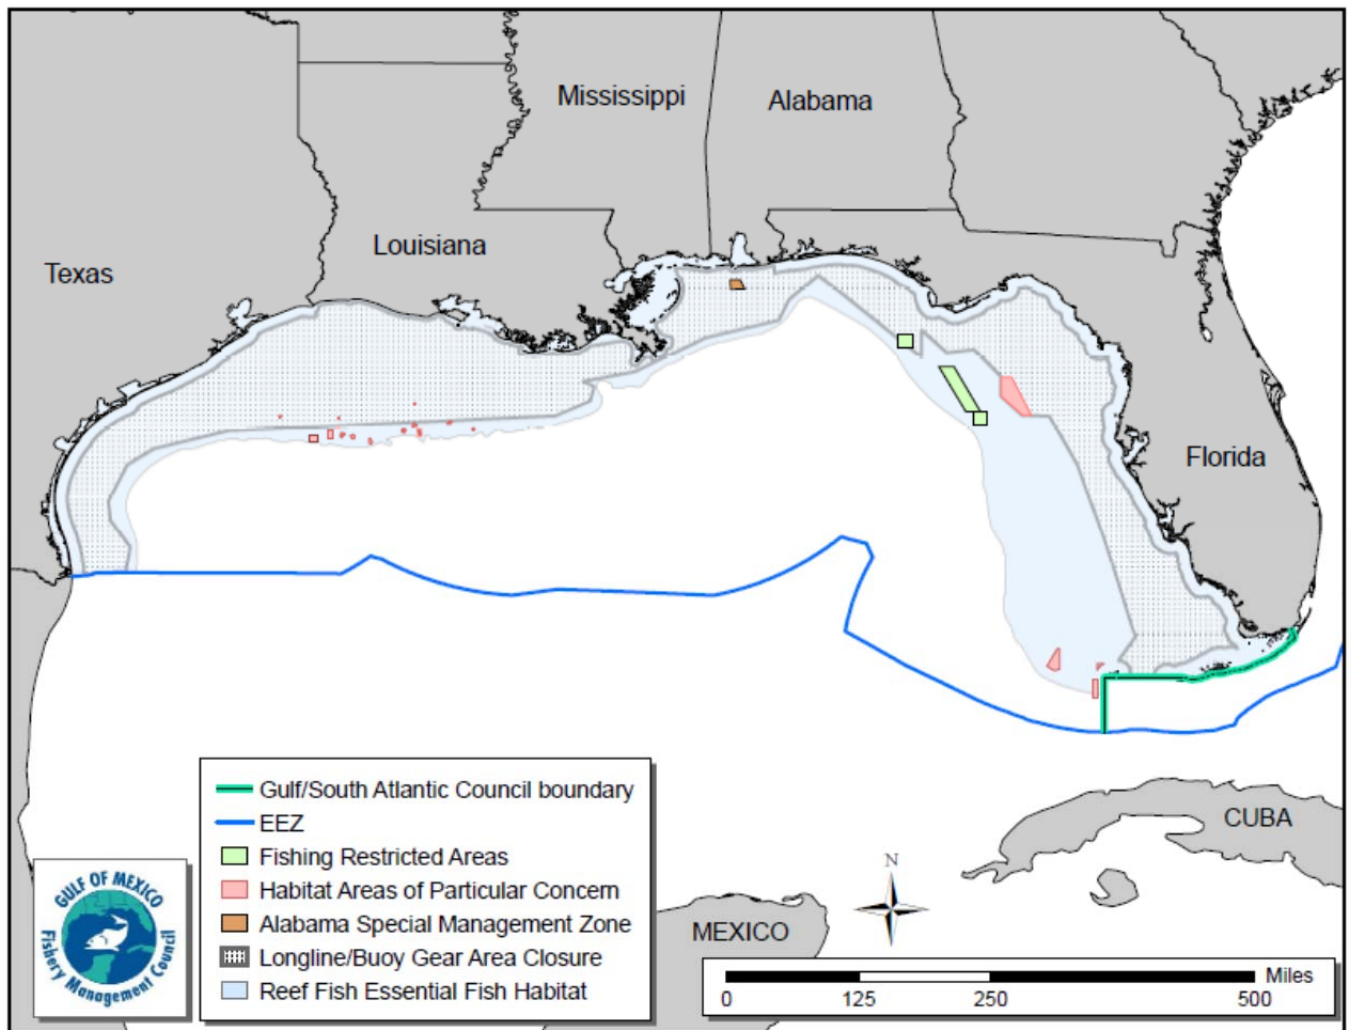 Mississippi
Alabama
Louisiana
Texas
Florida
Gulf/South Atlantic Council boundary
EEZ
Fishing Restricted Areas
Habitat Areas of Particular Concern
Alabama Special Management Zone
Longline/Buoy Gear Area Closure
Reef Fish Essential Fish Habitat
GULF OF MEXICO
Fishery Management Council
CUBA
N
MEXICO
Miles
0 125 250 500